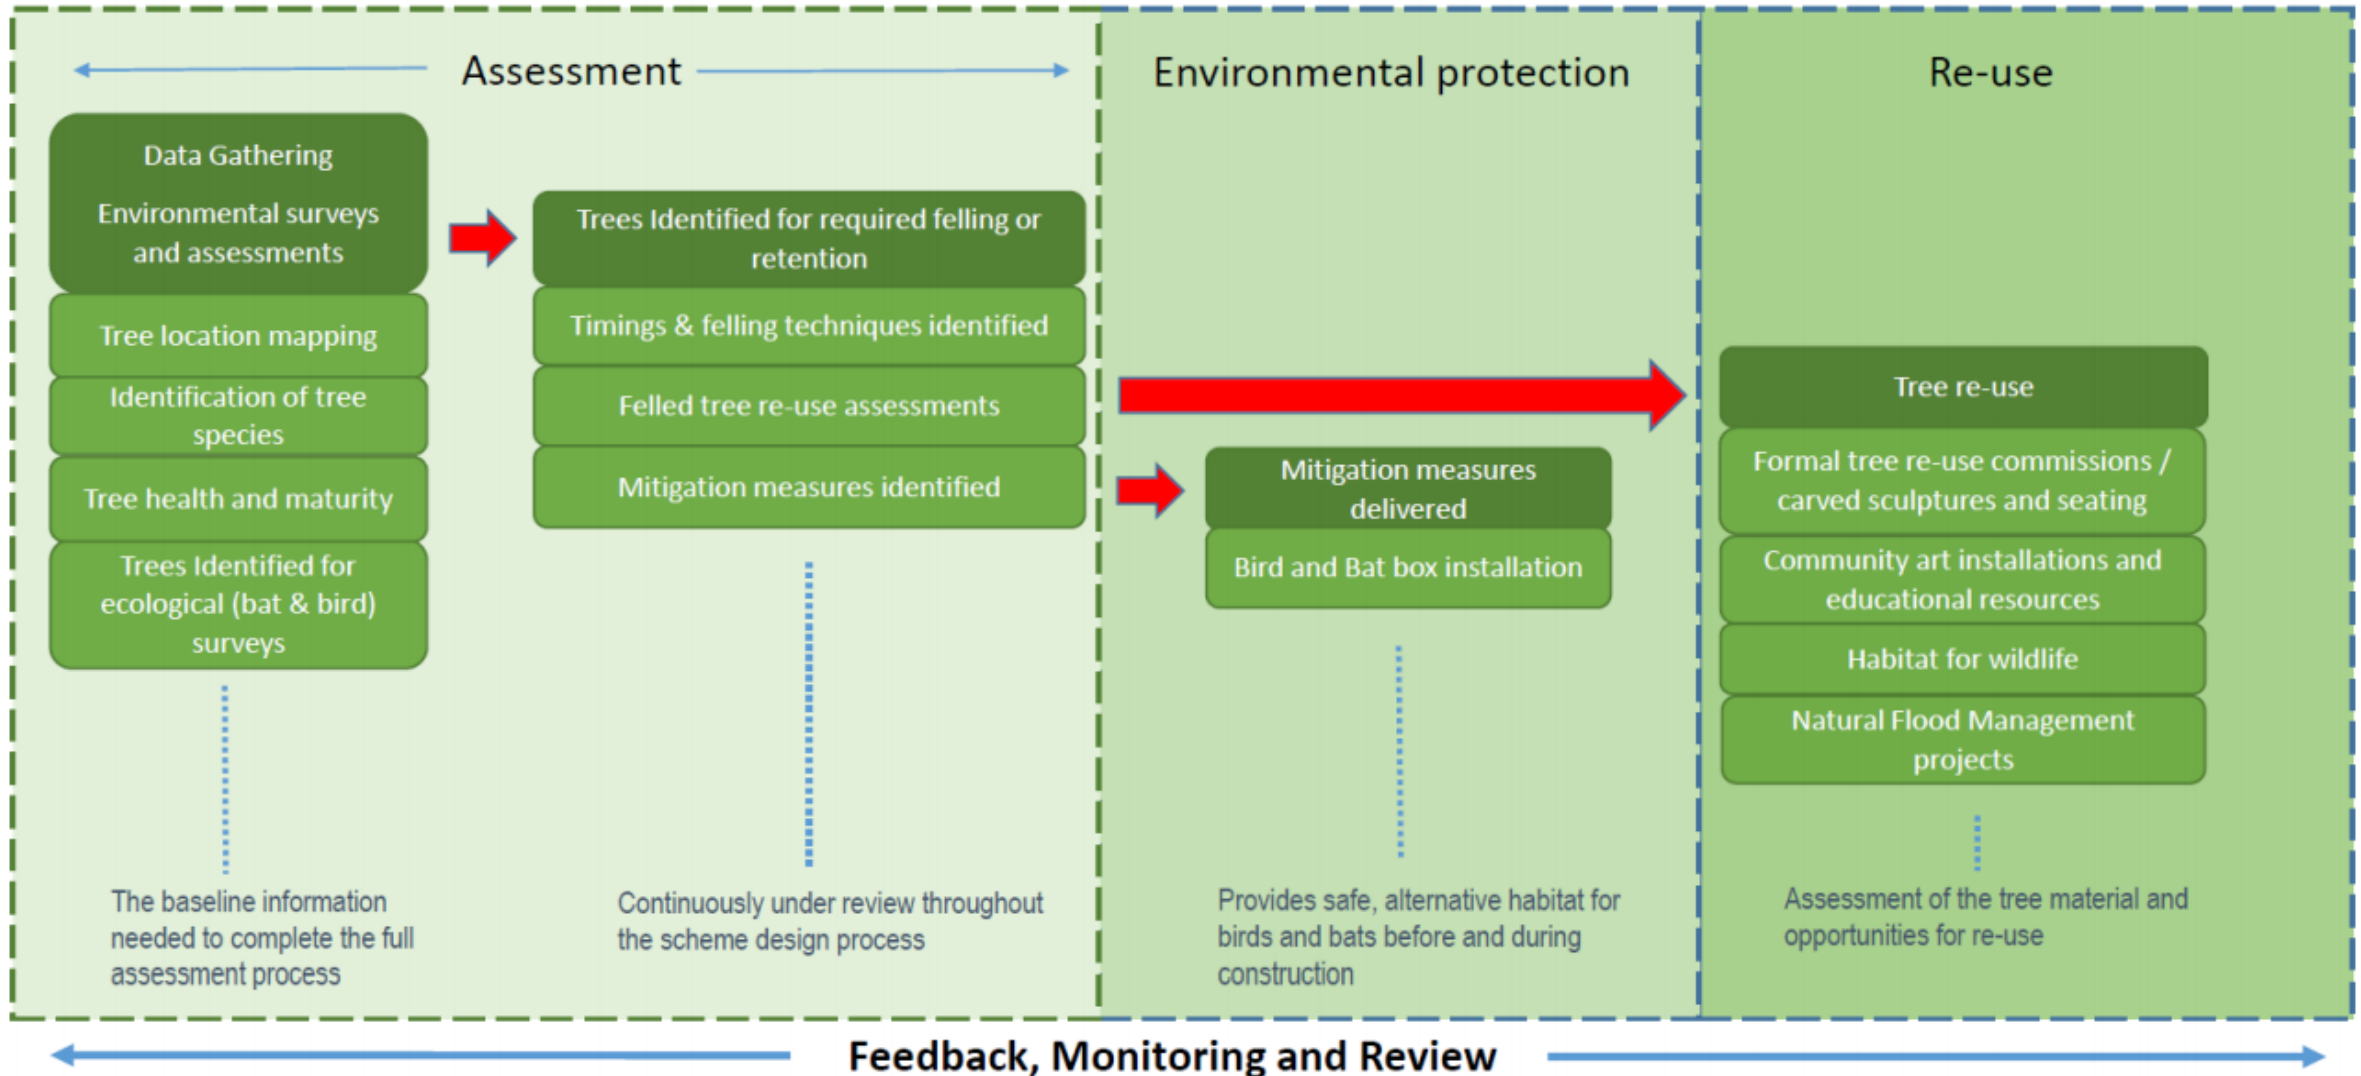 Assessment
Environmental protection
Re-use
Data Gathering
Environmental surveys
and assessments
Tree location mapping
Identification of tree
species
Tree health and maturity
Trees Identified for
ecological (bat & bird)
surveys
The baseline information
needed to complete the full
assessment process
Trees Identified for required felling or
retention
Timings & felling techniques identified
Felled tree re-use assessments
Mitigation measures identified
Continuously under review throughout
the scheme design process
Mitigation measures
delivered
Bird and Bat box installation
Provides safe, alternative habitat for
birds and bats before and during
construction
Tree re-use
Formal tree re-use commissions /
carved sculptures and seating
Community art installations and
educational resources
Habitat for wildlife
Natural Flood Management
projects
Assessment of the tree material and
opportunities for re-use
Feedback, Monitoring and Review